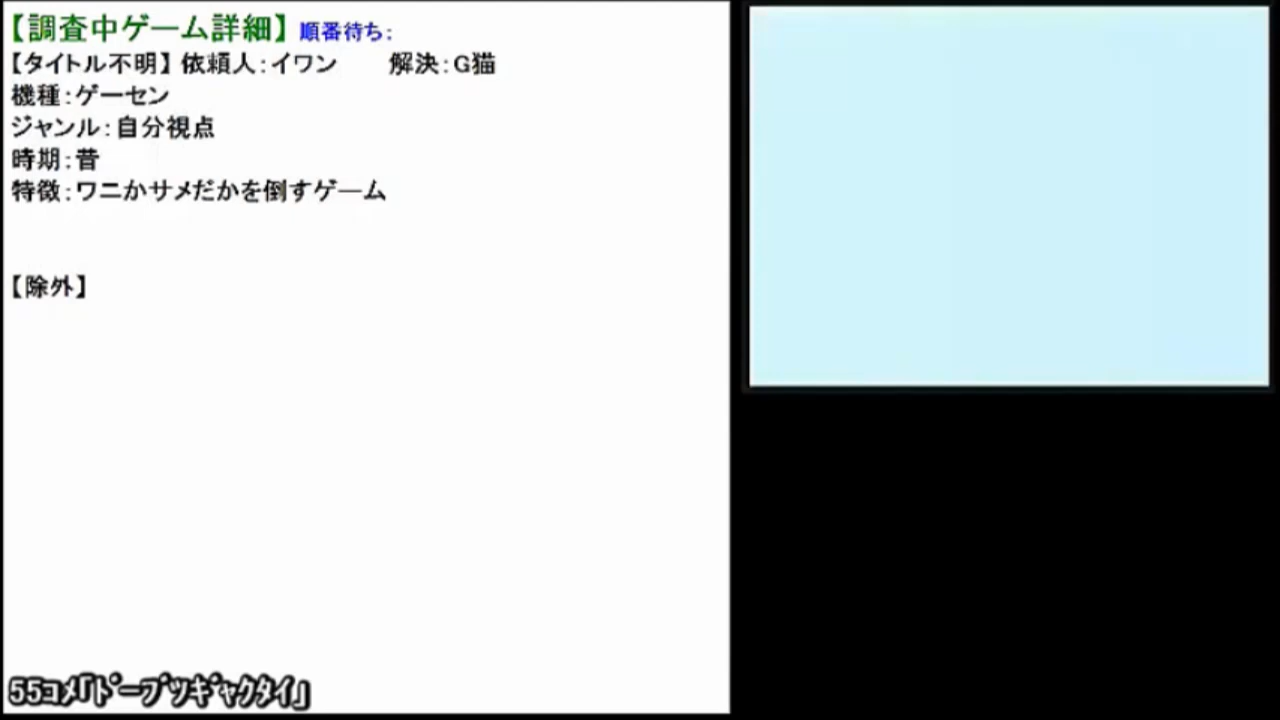 【調査中ゲーム詳細】 順番待ち:
【タイトル不明】 依頼人:イワン 解決:G猫
機種:ゲーセン
ジャンル:自分視点
時期:昔
特徴:ワニかサメだかを倒すゲーム
【除外】
55ｺﾒ｢ﾄﾞｰﾌﾞﾂｷﾞｬｸﾀｲ｣